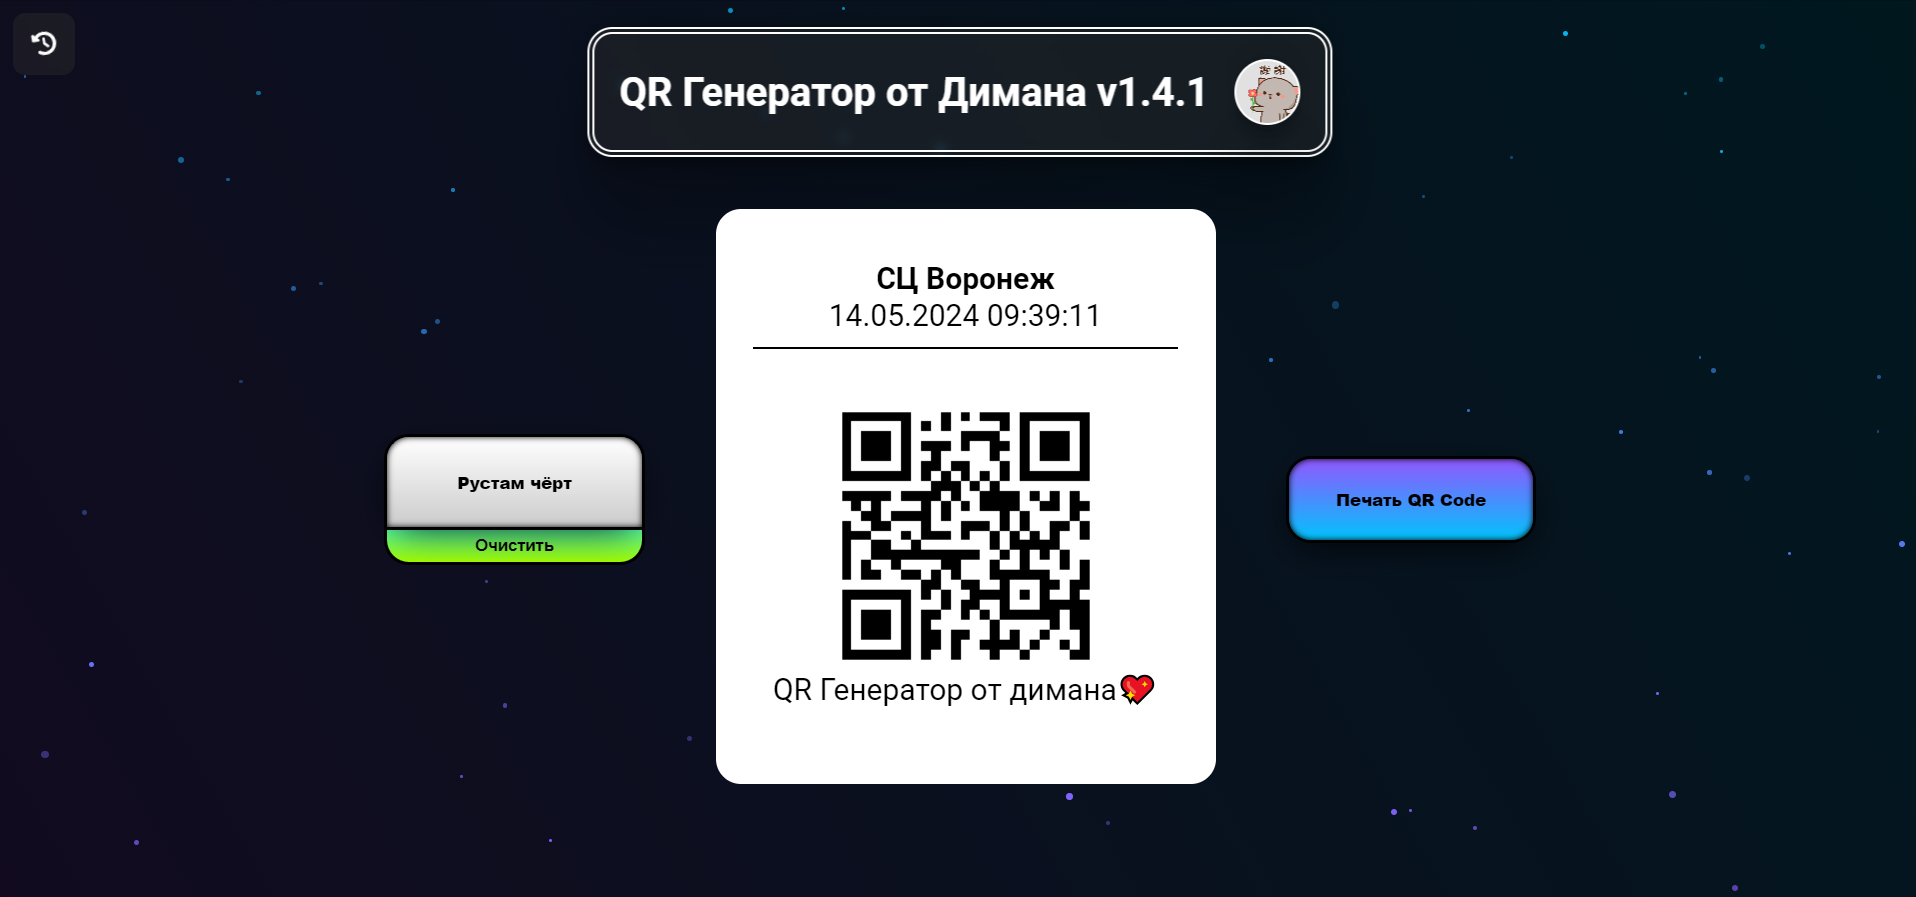 QR Генератор от Димана v1.4.1
СЦ Воронеж
14.05.2024 09:39:11
Рустам чёрт
Очистить
Печать QR Code
QR Генератор от димана💖